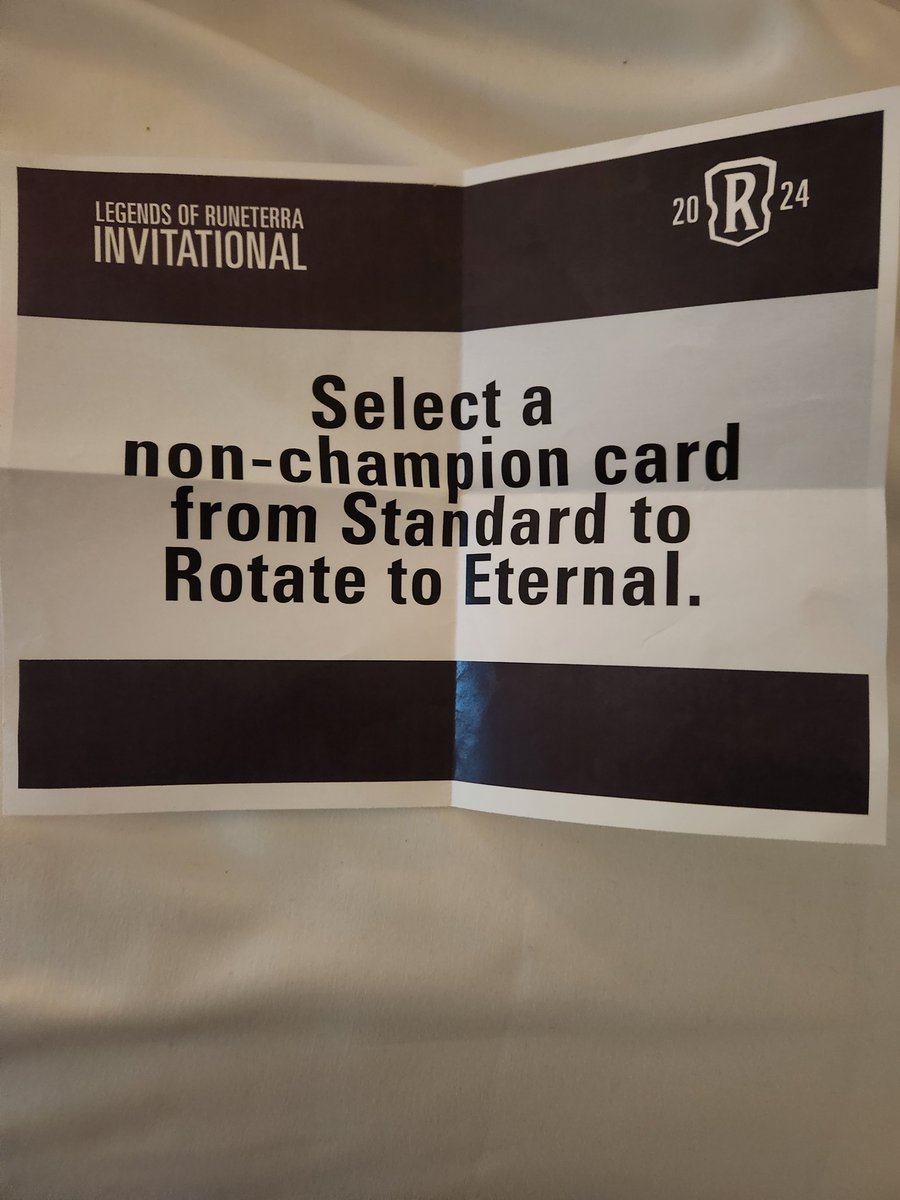 LEGENDS OF RUNETERRA
INVITATIONAL
20 R 24
Select a
non-champion card
from Standard to
Rotate to Eternal.